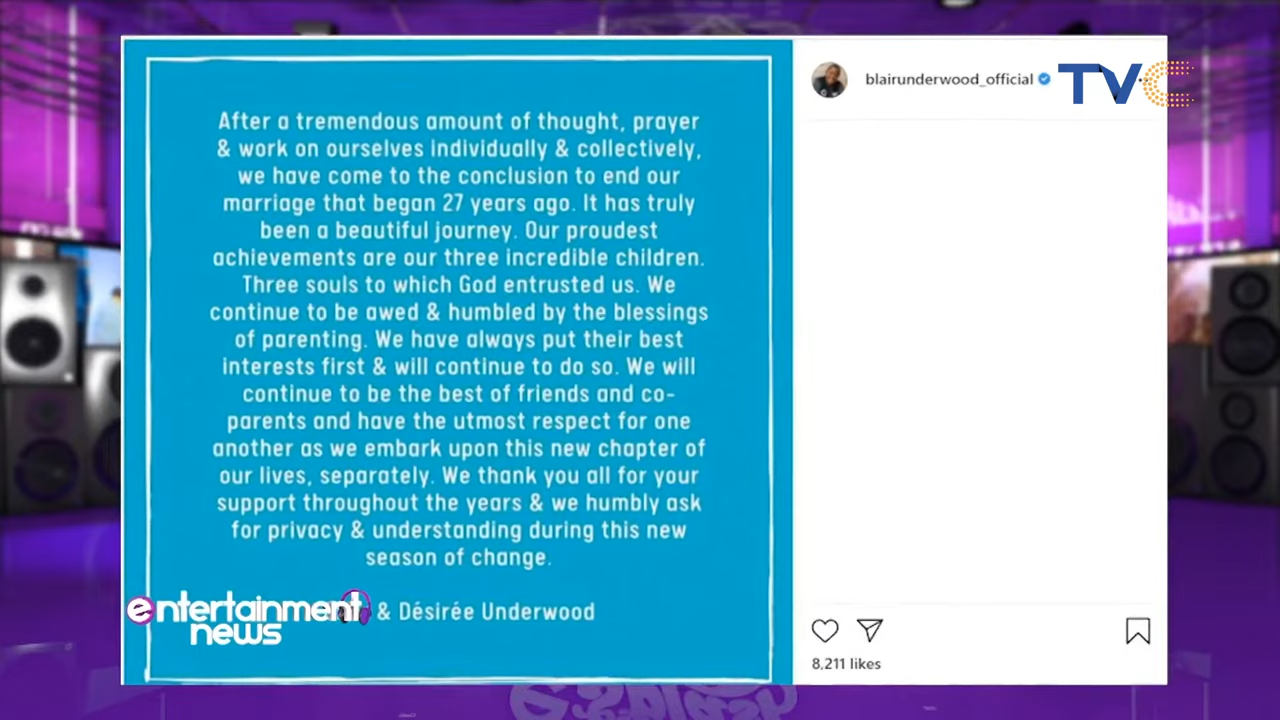 After a tremendous amount of thought, prayer
& work on ourselves individually & collectively,
we have come to the conclusion to end our
marriage that began 27 years ago. It has truly
been a beautiful journey. Our proudest
achievements are our three incredible children.
Three souls to which God entrusted us. We
continue to be awed & humbled by the blessings
of parenting. We have always put their best
interests first & will continue to do so. We will
continue to be the best of friends and co-
parents and have the utmost respect for one
another as we embark upon this new chapter of
our lives, separately. We thank you all for your
support throughout the years & we humbly ask
for privacy & understanding during this new
season of change.
& Désirée Underwood
entertainment
news
blairunderwood_official
TVC
8,211 likes